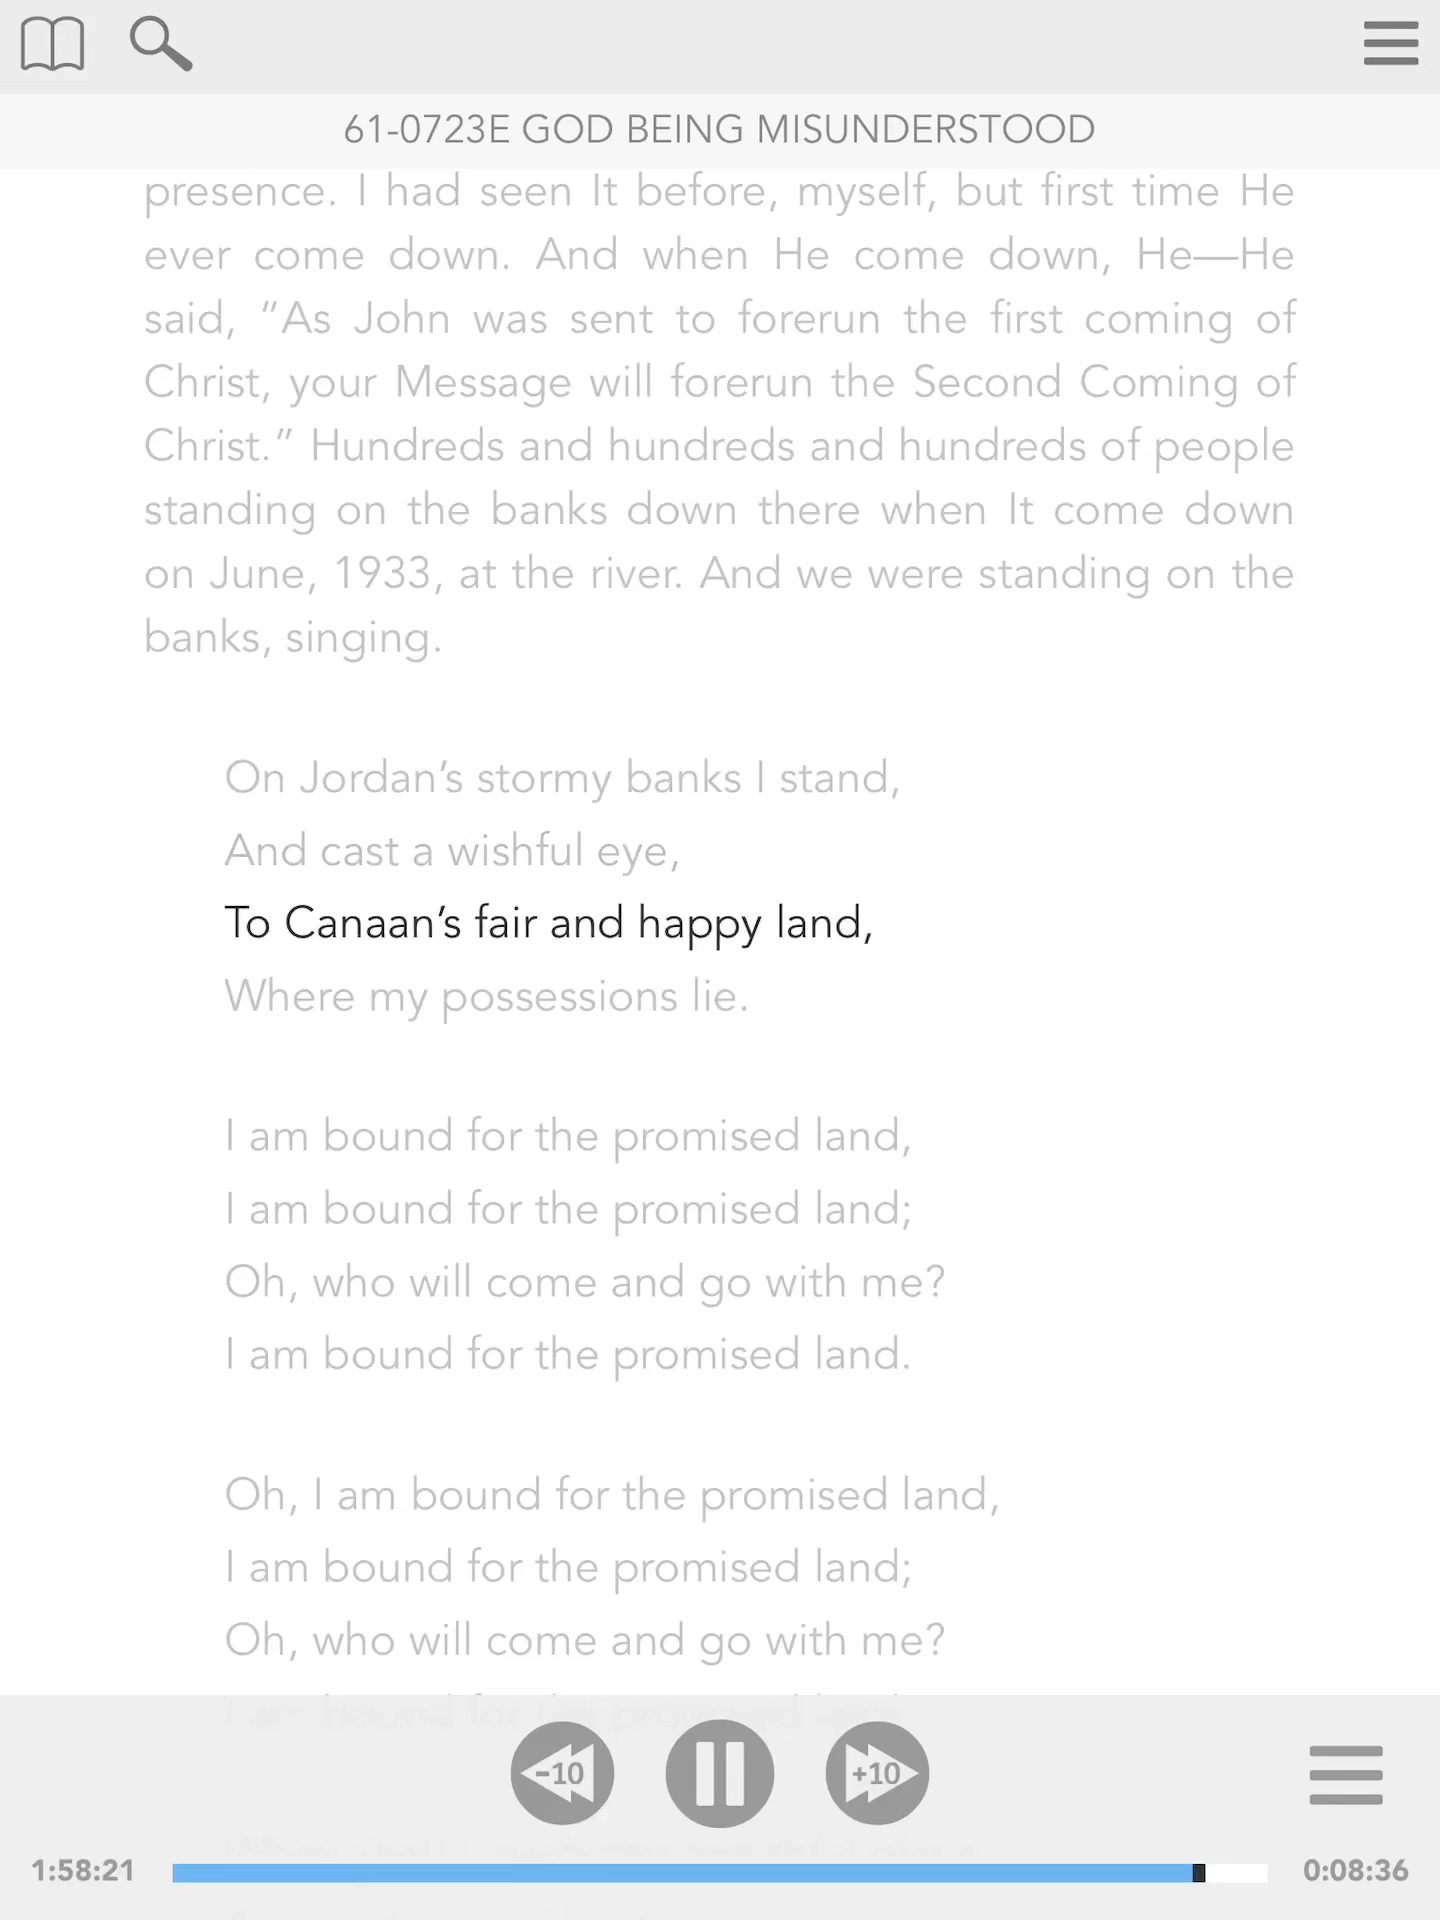 61-0723E GOD BEING MISUNDERSTOOD
presence. I had seen It before, myself, but first time He
ever come down. And when He come down, He—He
said, “As John was sent to forerun the first coming of
Christ, your Message will forerun the Second Coming of
Christ.” Hundreds and hundreds and hundreds of people
standing on the banks down there when It come down
on June, 1933, at the river. And we were standing on the
banks, singing.
On Jordan’s stormy banks I stand,
And cast a wishful eye,
To Canaan’s fair and happy land,
Where my possessions lie.
I am bound for the promised land,
I am bound for the promised land;
Oh, who will come and go with me?
I am bound for the promised land.
Oh, I am bound for the promised land,
I am bound for the promised land;
Oh, who will come and go with me?
I am bound for the promised land
-10
+10
1:58:21
0:08:36